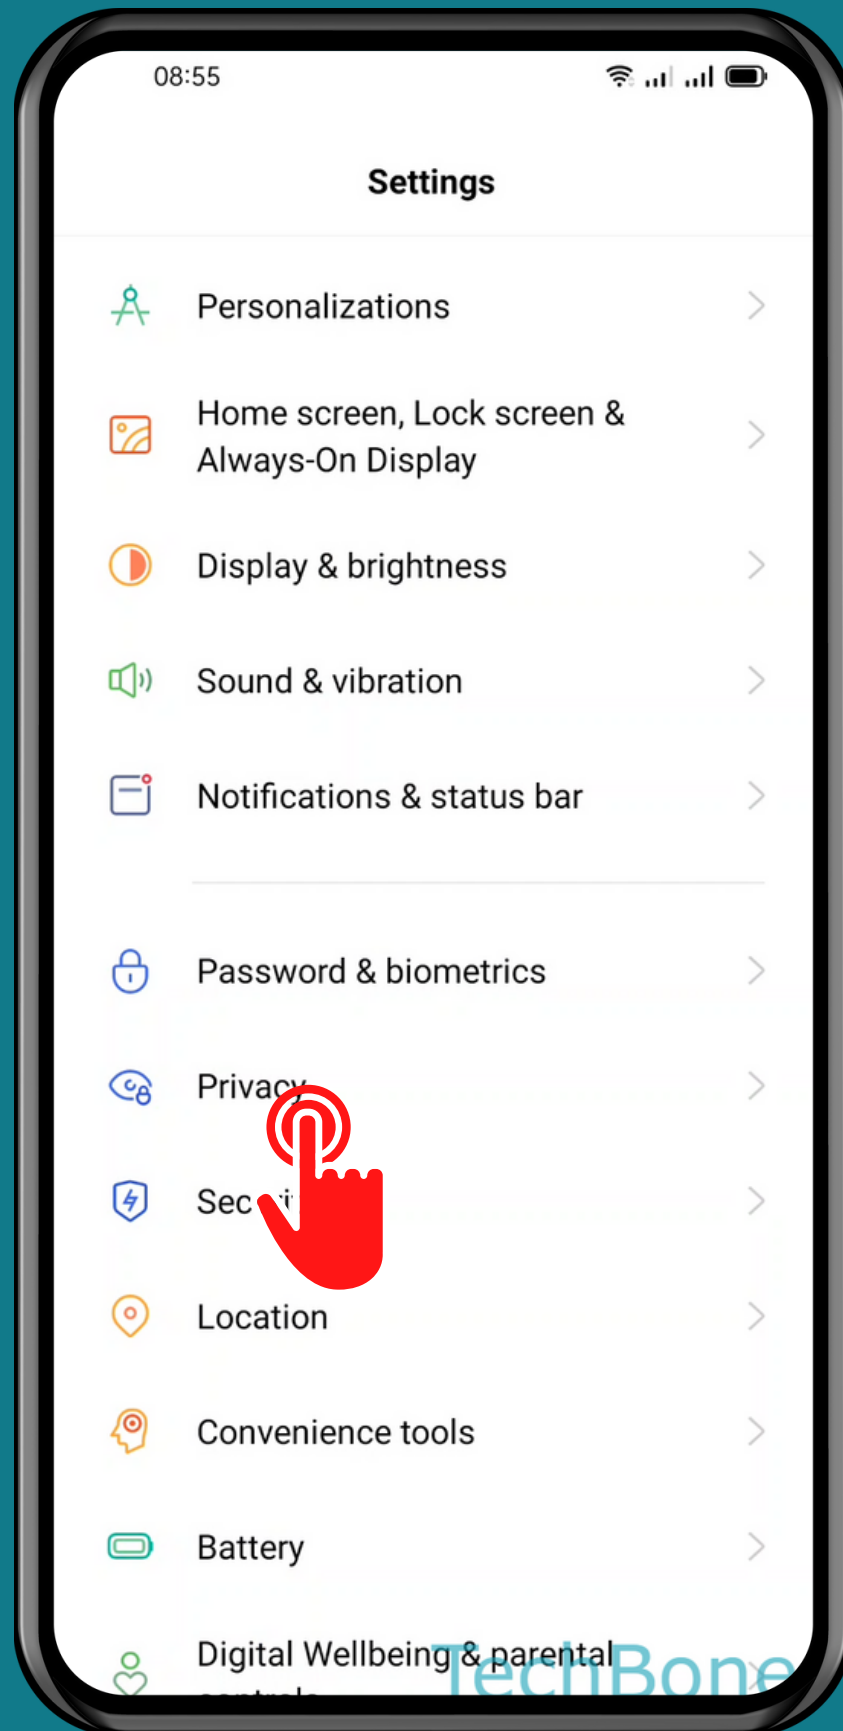 08:55
Settings
Personalizations
Home screen, Lock screen &
Always-On Display
Display & brightness
Sound & vibration
Notifications & status bar
Password & biometrics
Privacy
Location
Convenience tools
Battery
Digital Wellbeing & parental
TechBone